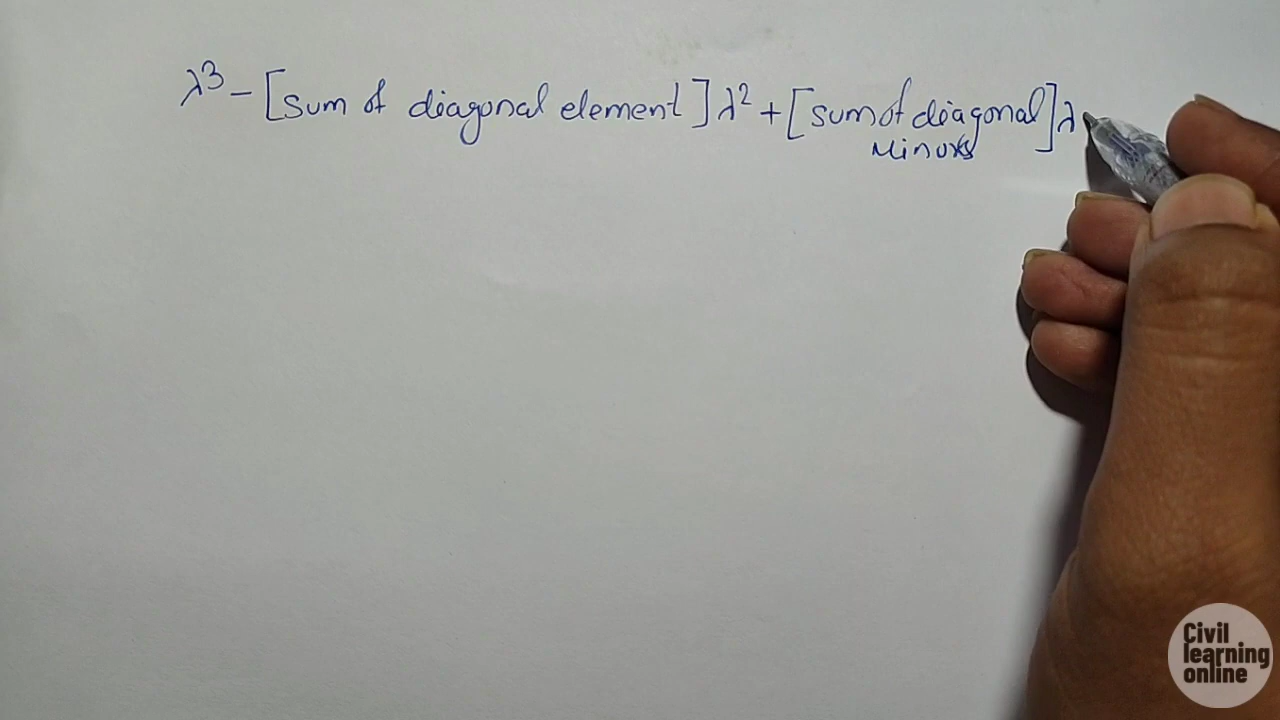 λ³ – [sum of diagonal element] λ² + [sum of diagonal] λ
Minors
Civil
learning
online